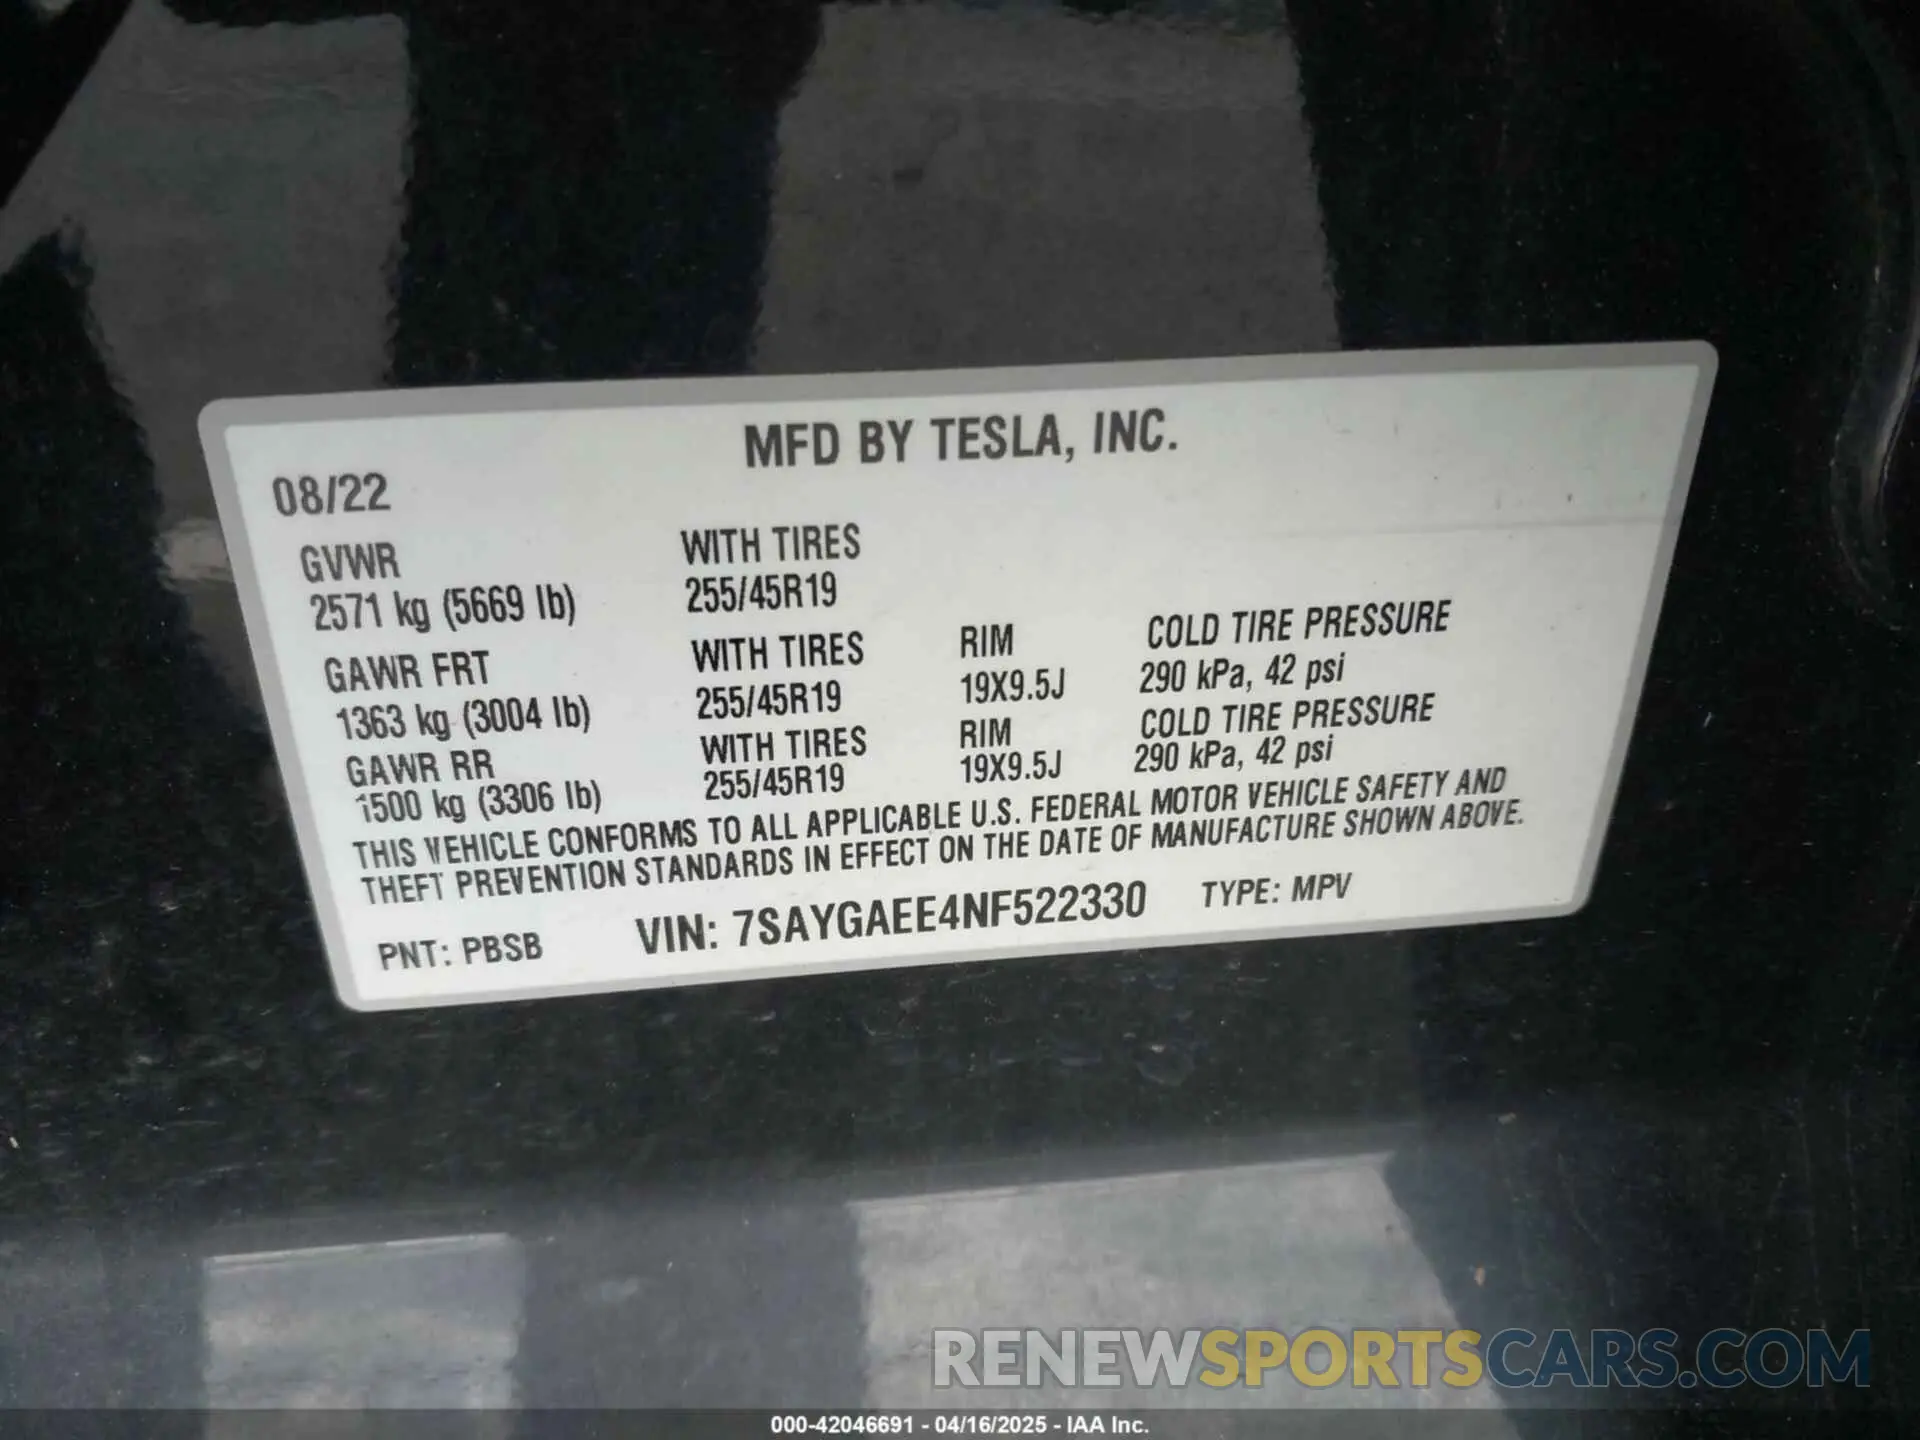 MFD BY TESLA, INC.
08/22
GVWR WITH TIRES
2571 kg (5669 lb) 255/45R19
GAWR FRT WITH TIRES RIM COLD TIRE PRESSURE
1363 kg (3004 lb) 255/45R19 19X9.5J 290 kPa, 42 psi
GAWR RR WITH TIRES RIM COLD TIRE PRESSURE
1500 kg (3306 lb) 255/45R19 19X9.5J 290 kPa, 42 psi
THIS VEHICLE CONFORMS TO ALL APPLICABLE U.S. FEDERAL MOTOR VEHICLE SAFETY AND
THEFT PREVENTION STANDARDS IN EFFECT ON THE DATE OF MANUFACTURE SHOWN ABOVE.
PNT: PBSB VIN: 7SAYGAEE4NF522330 TYPE: MPV
RENEWSPORTSCARS.COM
000-42046691 - 04/16/2025 - IAA Inc.